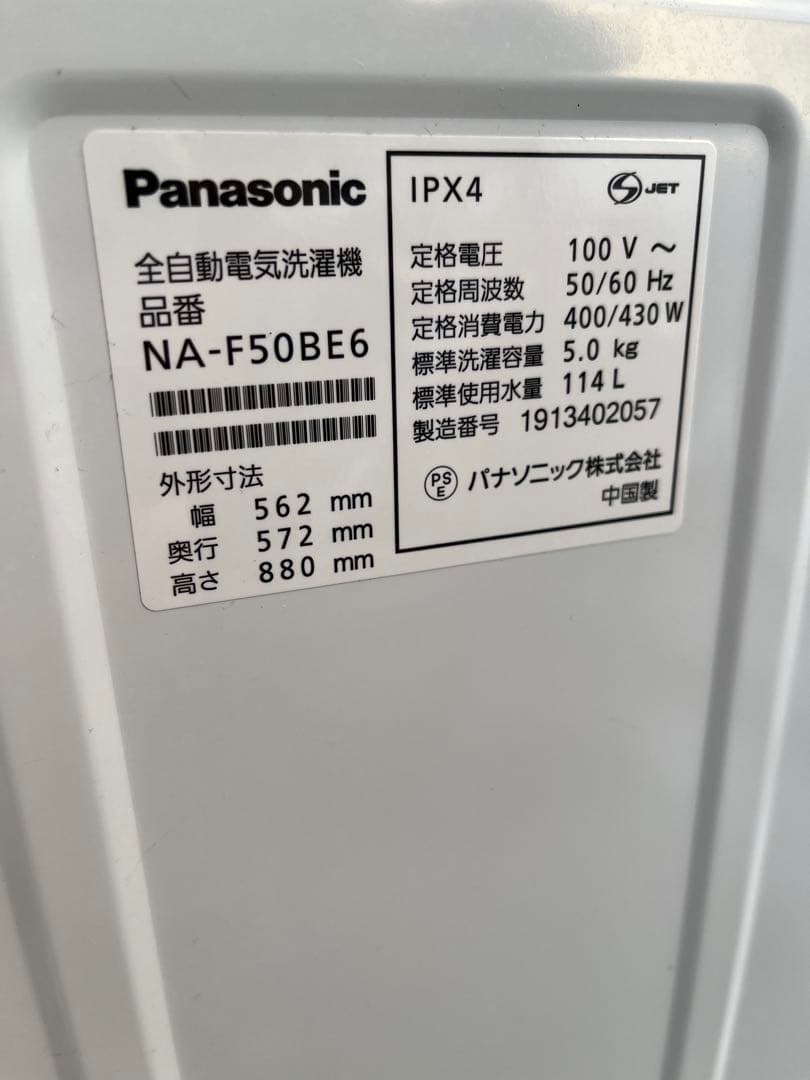 Panasonic
全自動電気洗濯機
品番
NA-F50BE6
外形寸法
幅 562 mm
奥行 572 mm
高さ 880 mm
IPX4
S JET
定格電圧 100 V ～
定格周波数 50/60 Hz
定格消費電力 400/430 W
標準洗濯容量 5.0 kg
標準使用水量 114 L
製造番号 1913402057
PSE パナソニック株式会社
中国製